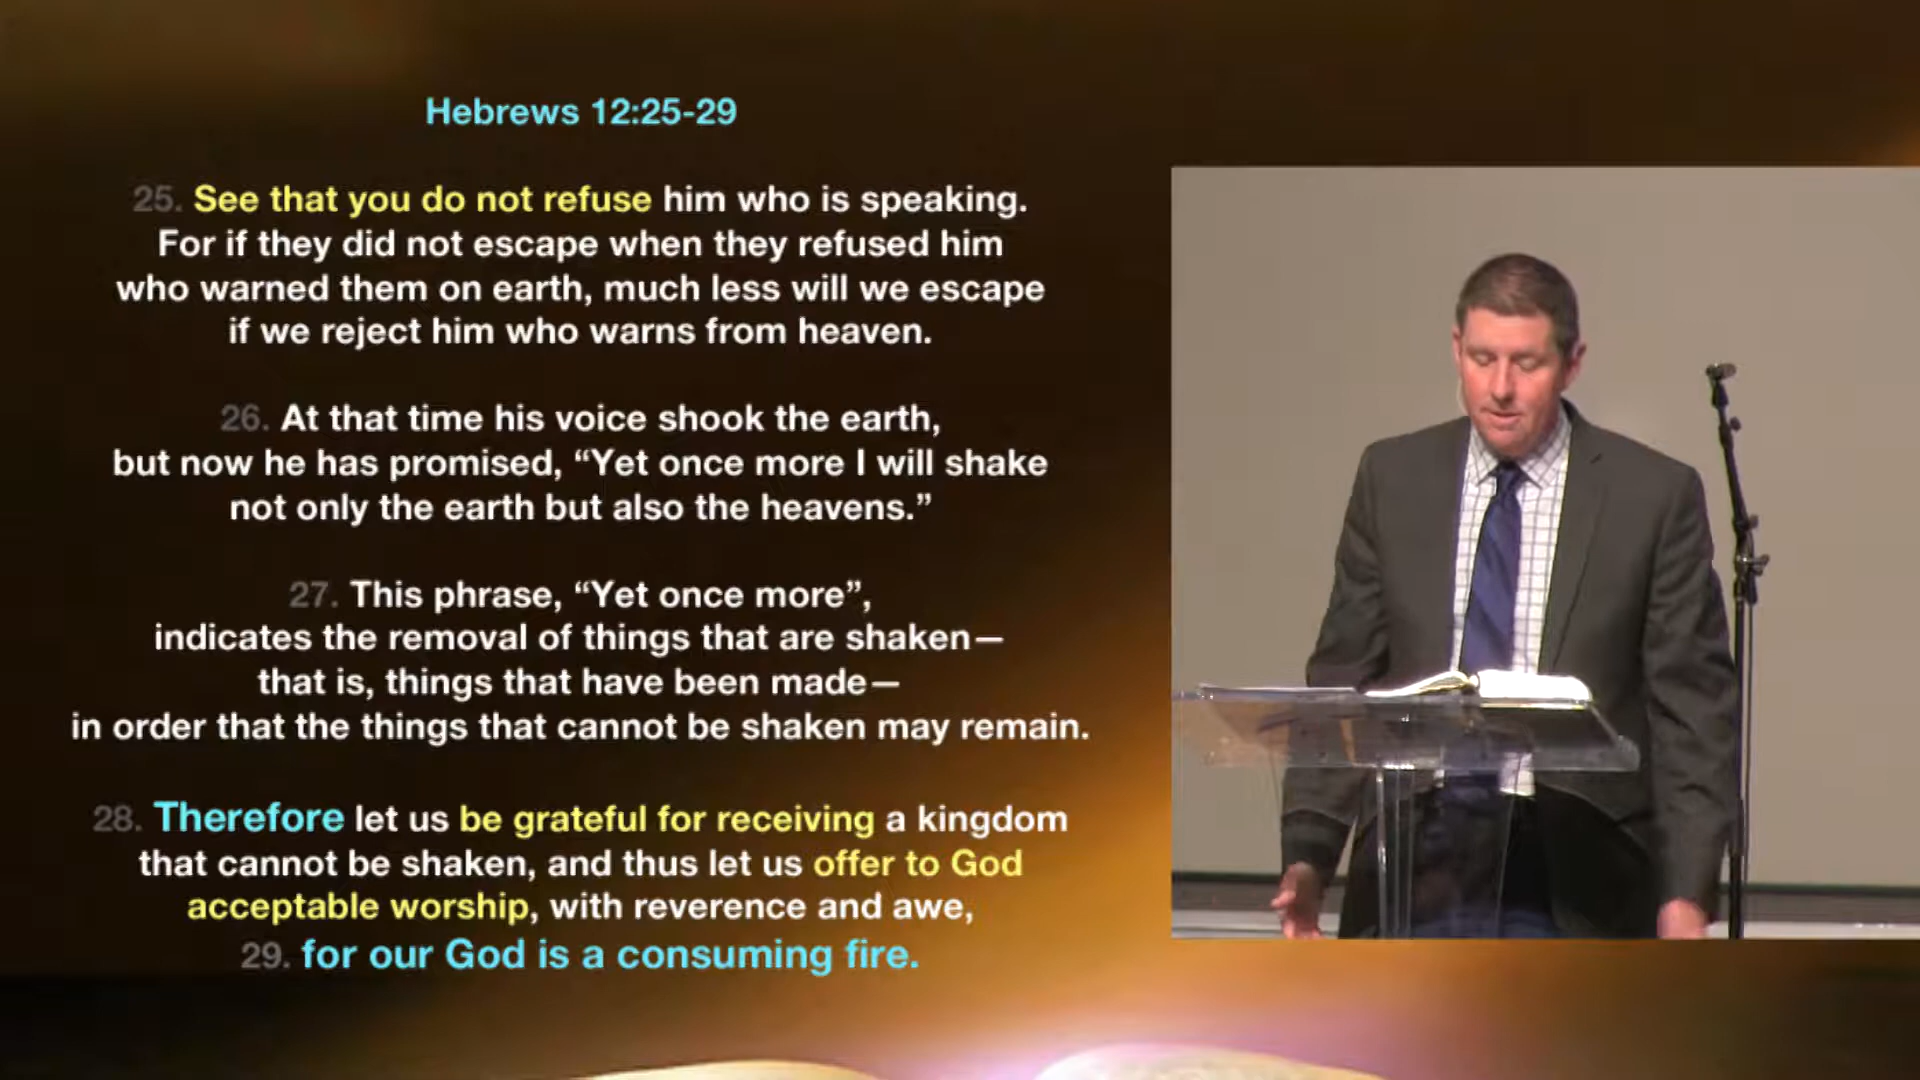 Hebrews 12:25-29
25. See that you do not refuse him who is speaking.
For if they did not escape when they refused him
who warned them on earth, much less will we escape
if we reject him who warns from heaven.
26. At that time his voice shook the earth,
but now he has promised, “Yet once more I will shake
not only the earth but also the heavens.”
27. This phrase, “Yet once more”,
indicates the removal of things that are shaken—
that is, things that have been made—
in order that the things that cannot be shaken may remain.
28. Therefore let us be grateful for receiving a kingdom
that cannot be shaken, and thus let us offer to God
acceptable worship, with reverence and awe,
29. for our God is a consuming fire.